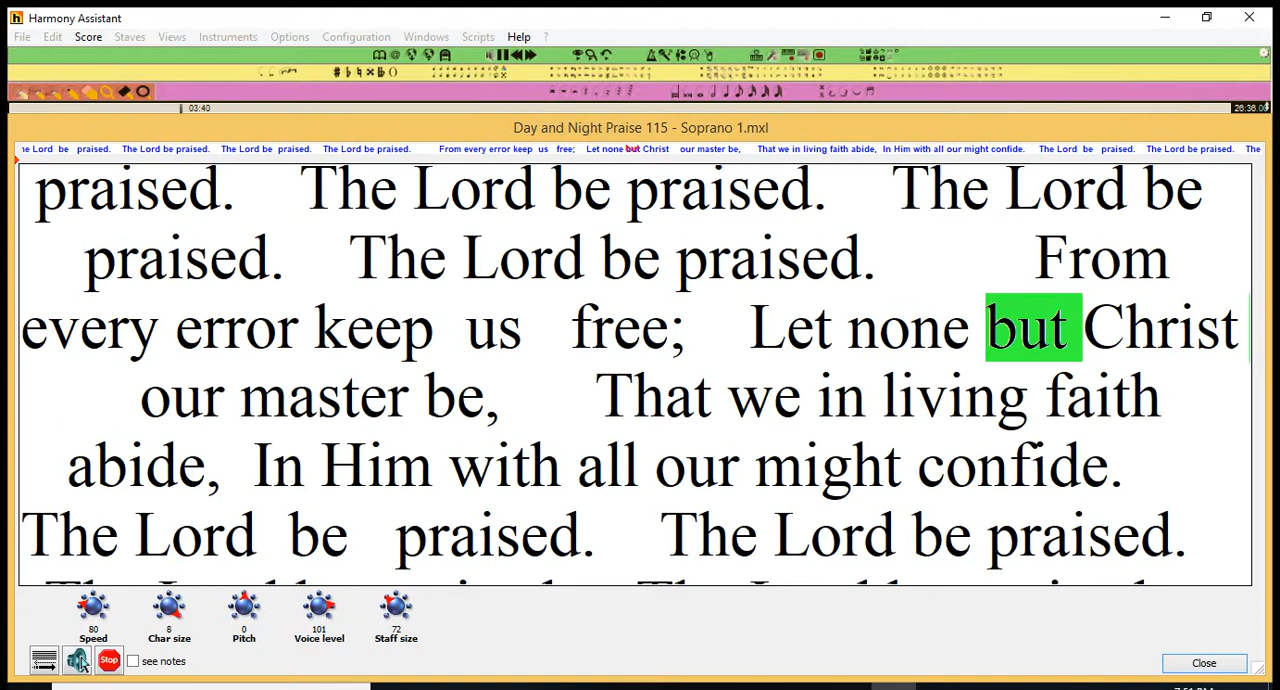 Harmony Assistant
File Edit Score Staves Views Instruments Options Configuration Windows Scripts Help ?
03:40
Day and Night Praise 115 - Soprano 1.mxl
he Lord be praised. The Lord be praised. The Lord be praised. The Lord be praised. From every error keep us free; Let none but Christ our master be, That we in living faith abide, In Him with all our might confide. The Lord be praised. The Lord be praised. The
praised. The Lord be praised. The Lord be
praised. The Lord be praised. From
every error keep us free; Let none but Christ
our master be, That we in living faith
abide, In Him with all our might confide.
The Lord be praised. The Lord be praised.
80 8 0 101 72
Speed Char size Pitch Voice level Staff size
Stop see notes Close